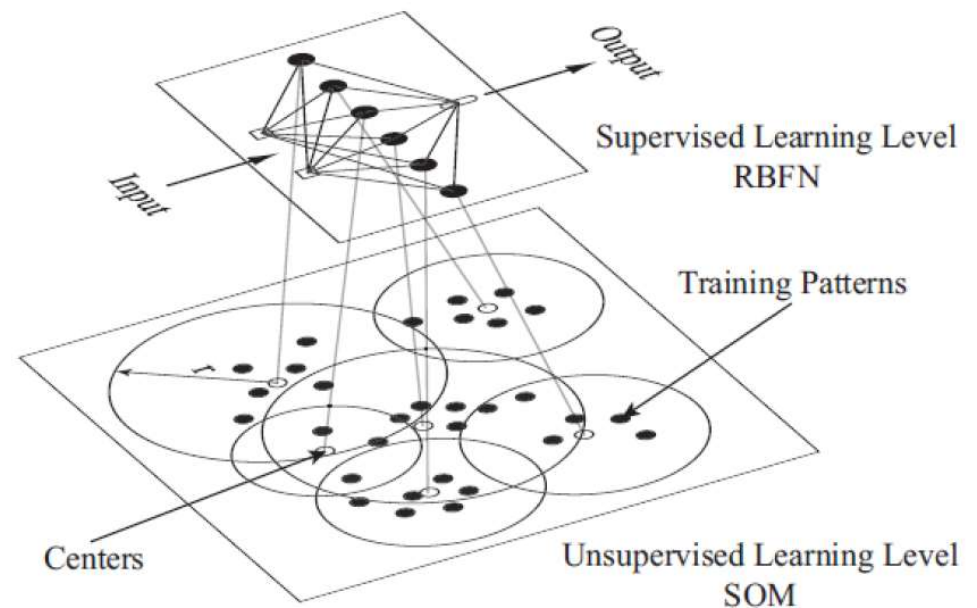 Output
Supervised Learning Level
RBFN
Input
Training Patterns
r
Centers
Unsupervised Learning Level
SOM